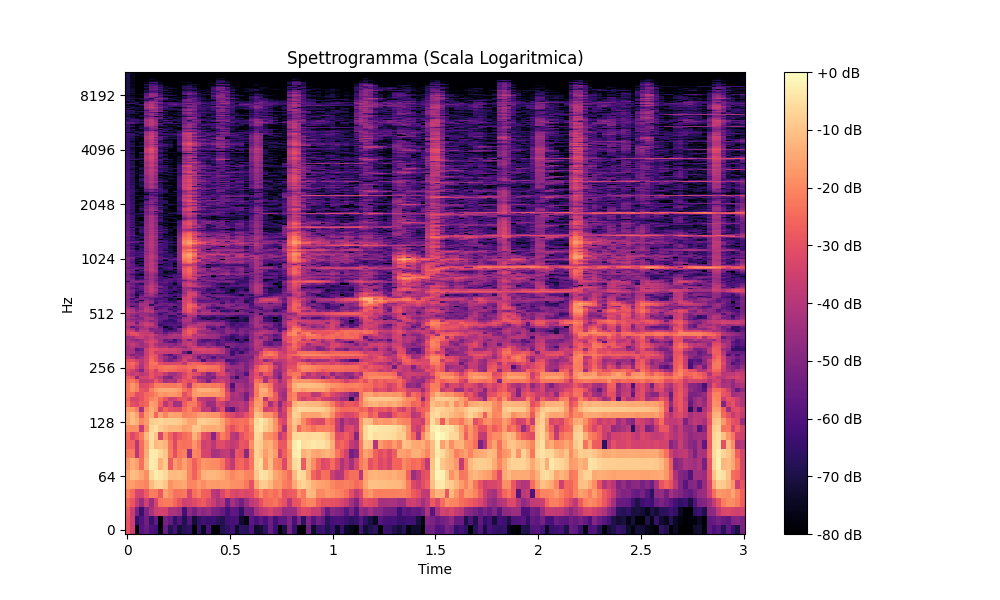 Spettrogramma (Scala Logaritmica)
Hz
8192
4096
2048
1024
512
256
128
64
0
0 0.5 1 1.5 2 2.5 3
Time
+0 dB
-10 dB
-20 dB
-30 dB
-40 dB
-50 dB
-60 dB
-70 dB
-80 dB